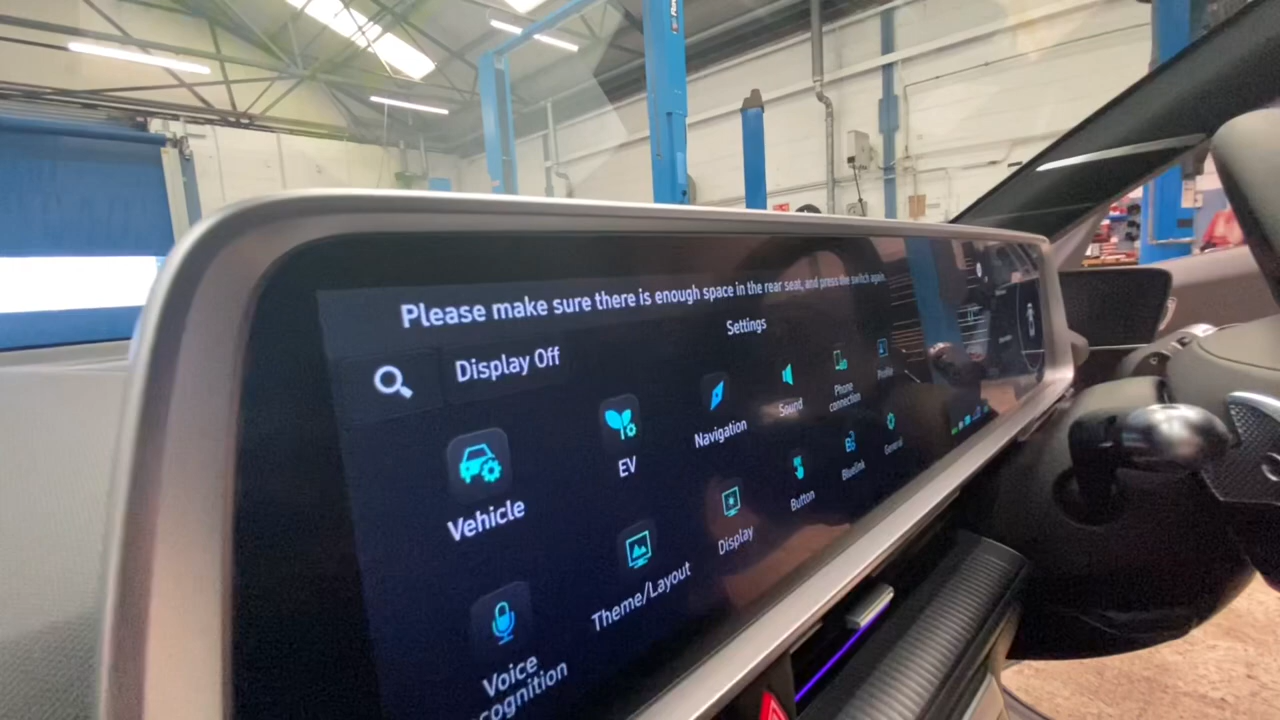 Please make sure there is enough space in the rear seat, and press the switch again
Settings
Display Off
Vehicle
EV
Navigation
Sound
Phone
connection
Profile
Voice
cognition
Theme/Layout
Display
Button
Bluelink
General